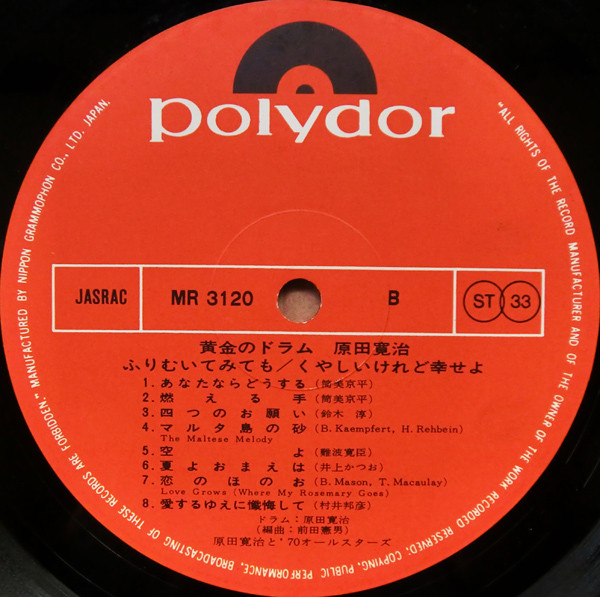 polydor
JASRAC MR 3120 B ST 33
黄金のドラム 原田寛治
ふりむいてみても/くやしいけれど幸せよ
1. あなたならどうする (筒美京平)
2. 燃える手 (筒美京平)
3. 四つのお願い (鈴木 淳)
4. マルタ島の砂 (B. Kaempfert, H. Rehbein)
The Maltese Melody
5. 空よ (難波寛臣)
6. 夏よおまえは (井上かつお)
7. 恋のほのお (B. Mason, T. Macaulay)
Love Grows (Where My Rosemary Goes)
8. 愛するゆえに懺悔して (村井邦彦)
ドラム:原田寛治
(編曲:前田憲男)
原田寛治と'70オールスターズ
"ALL RIGHTS OF THE RECORD MANUFACTURER AND OF THE OWNER OF THE WORK RECORDED RESERVED. COPYING, PUBLIC PERFORMANCE, BROADCASTING OF THESE RECORDS ARE FORBIDDEN." MANUFACTURED BY NIPPON GRAMMOPHON CO., LTD. JAPAN.